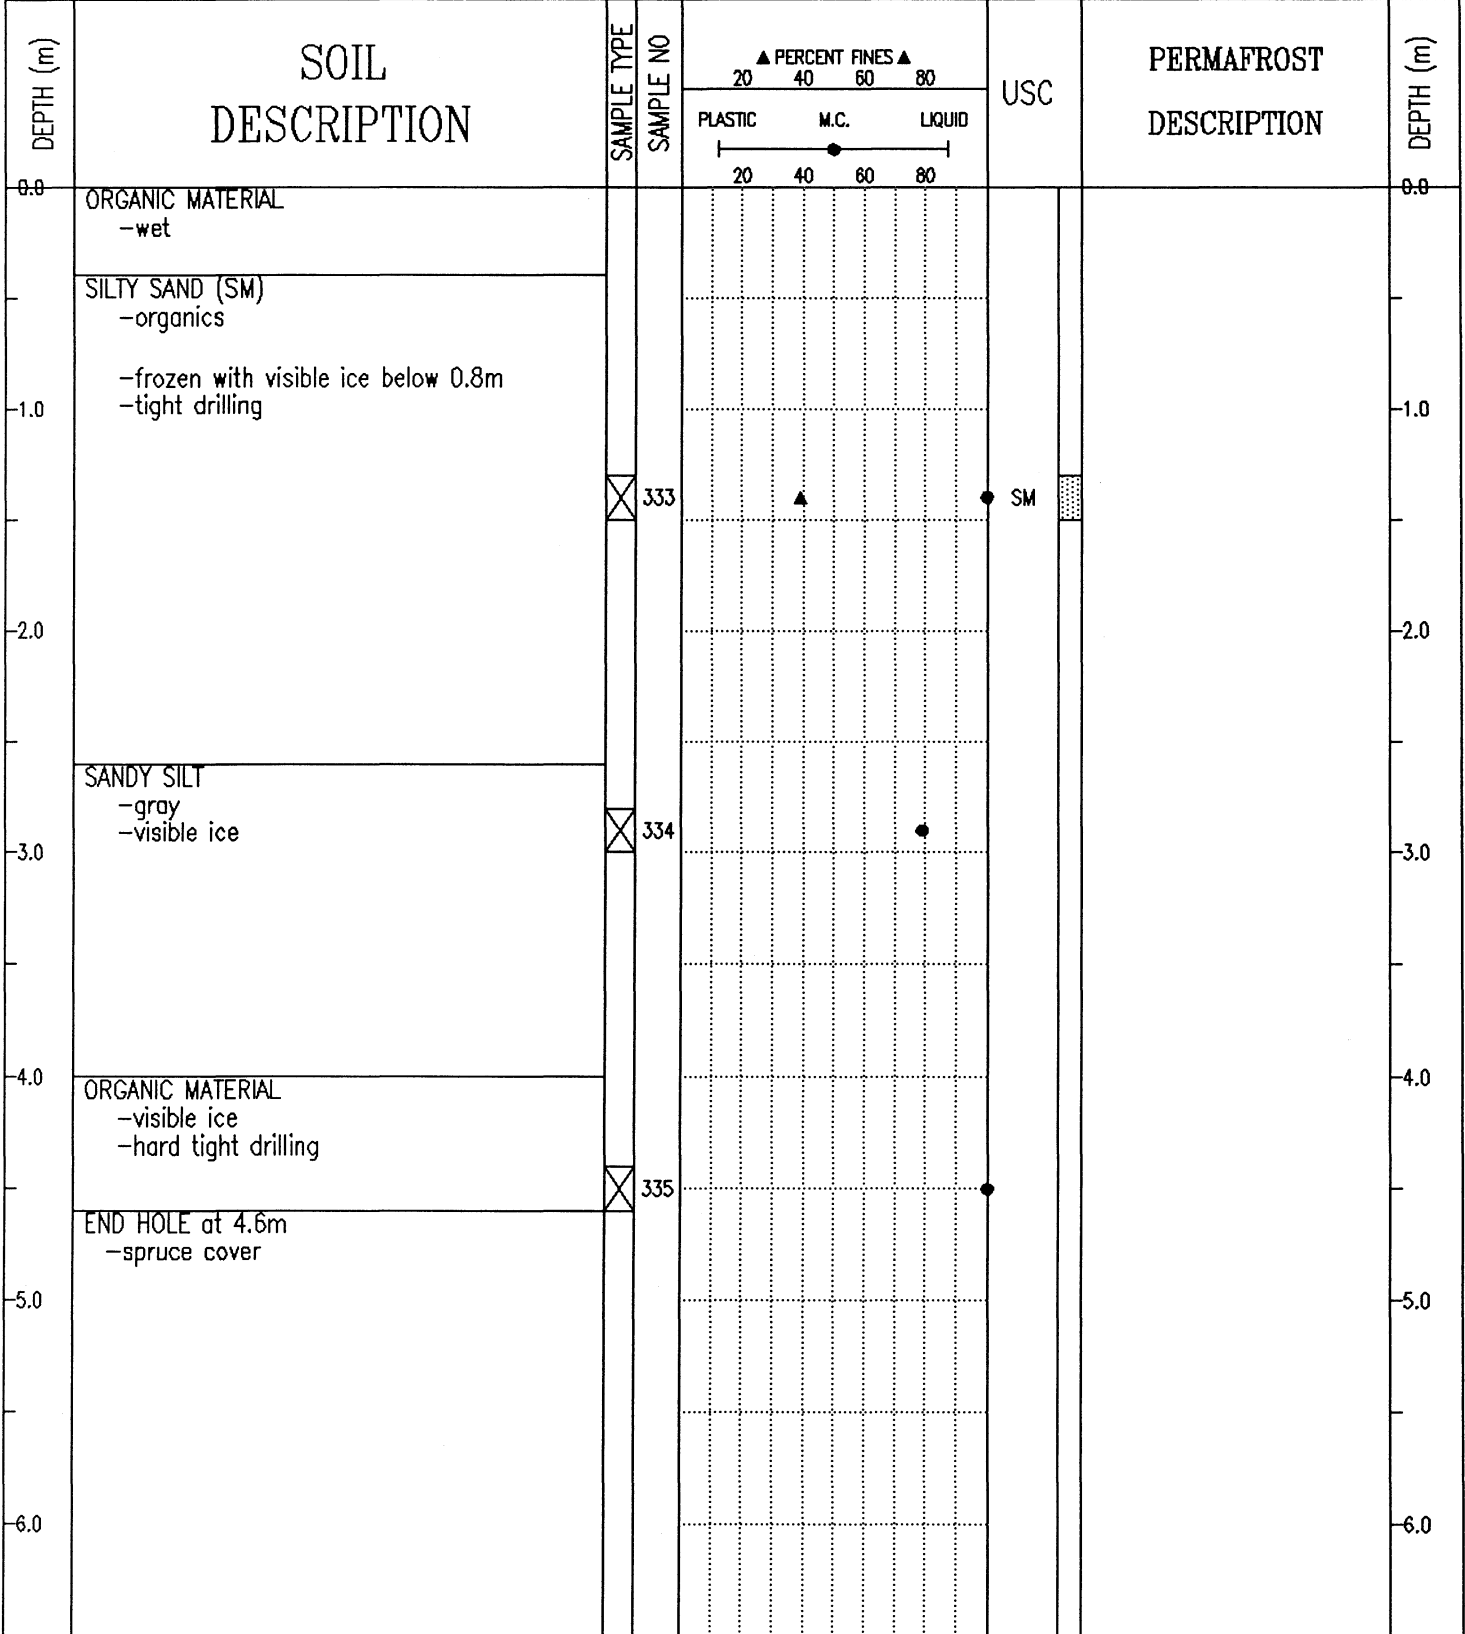 DEPTH (m)
SOIL
DESCRIPTION
SAMPLE TYPE
SAMPLE NO
▲ PERCENT FINES ▲
20 40 60 80
PLASTIC M.C. LIQUID
20 40 60 80
USC
PERMAFROST
DESCRIPTION
DEPTH (m)
0.0 0.0
ORGANIC MATERIAL
-wet
SILTY SAND (SM)
-organics
-frozen with visible ice below 0.8m
-tight drilling
1.0 1.0
333 SM
2.0 2.0
SANDY SILT
-gray
-visible ice
334
3.0 3.0
4.0 4.0
ORGANIC MATERIAL
-visible ice
-hard tight drilling
335
END HOLE at 4.6m
-spruce cover
5.0 5.0
6.0 6.0